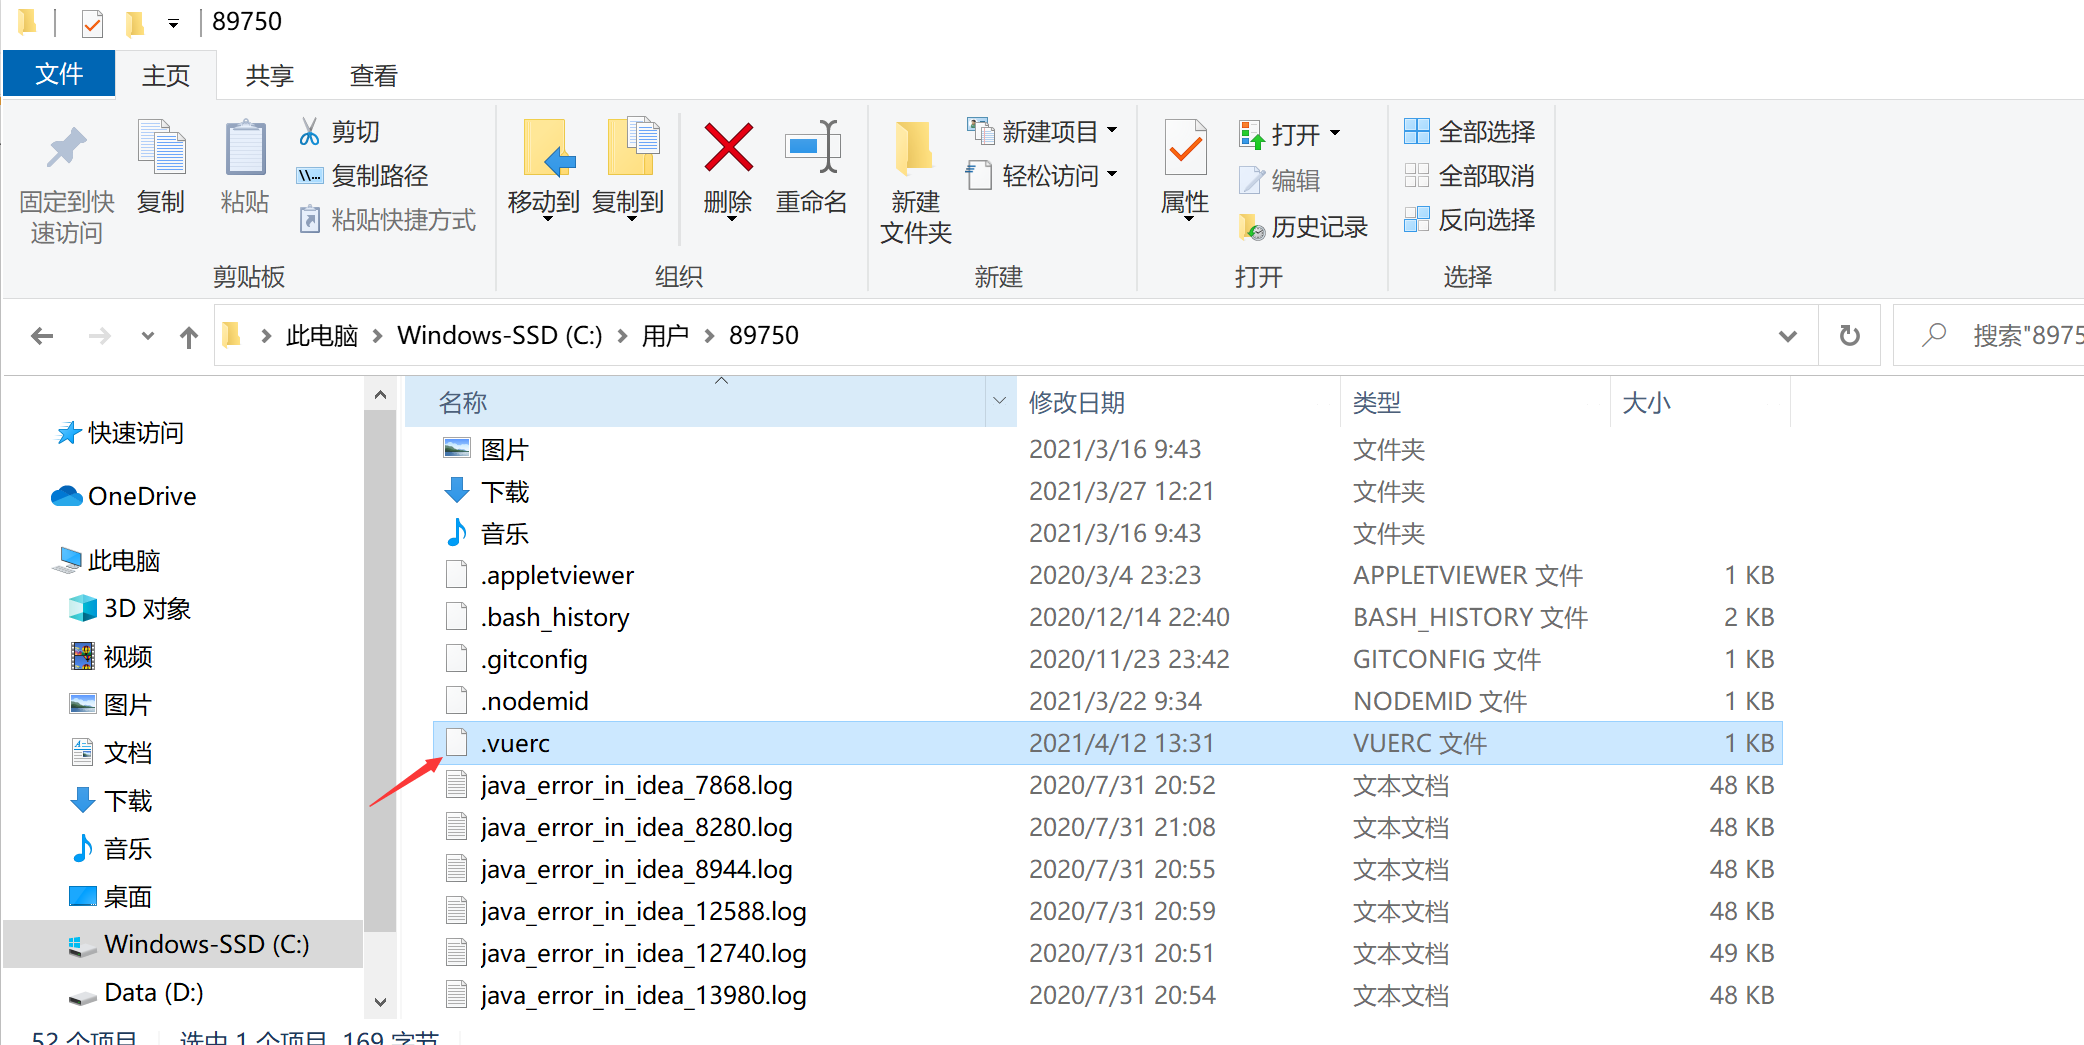 89750
文件 主页 共享 查看
固定到快速访问
复制
粘贴
剪切
复制路径
粘贴快捷方式
剪贴板
移动到
复制到
删除
重命名
组织
新建文件夹
新建项目
轻松访问
新建
属性
打开
编辑
历史记录
打开
全部选择
全部取消
反向选择
选择
此电脑 Windows-SSD (C:) 用户 89750
搜索"8975
快速访问
OneDrive
此电脑
3D 对象
视频
图片
文档
下载
音乐
桌面
Windows-SSD (C:)
Data (D:)
名称 修改日期 类型 大小
图片 2021/3/16 9:43 文件夹
下载 2021/3/27 12:21 文件夹
音乐 2021/3/16 9:43 文件夹
.appletviewer 2020/3/4 23:23 APPLETVIEWER 文件 1 KB
.bash_history 2020/12/14 22:40 BASH_HISTORY 文件 2 KB
.gitconfig 2020/11/23 23:42 GITCONFIG 文件 1 KB
.nodemid 2021/3/22 9:34 NODEMID 文件 1 KB
.vuerc 2021/4/12 13:31 VUERC 文件 1 KB
java_error_in_idea_7868.log 2020/7/31 20:52 文本文档 48 KB
java_error_in_idea_8280.log 2020/7/31 21:08 文本文档 48 KB
java_error_in_idea_8944.log 2020/7/31 20:55 文本文档 48 KB
java_error_in_idea_12588.log 2020/7/31 20:59 文本文档 48 KB
java_error_in_idea_12740.log 2020/7/31 20:51 文本文档 49 KB
java_error_in_idea_13980.log 2020/7/31 20:54 文本文档 48 KB
52 个项目 选中 1 个项目 169 字节